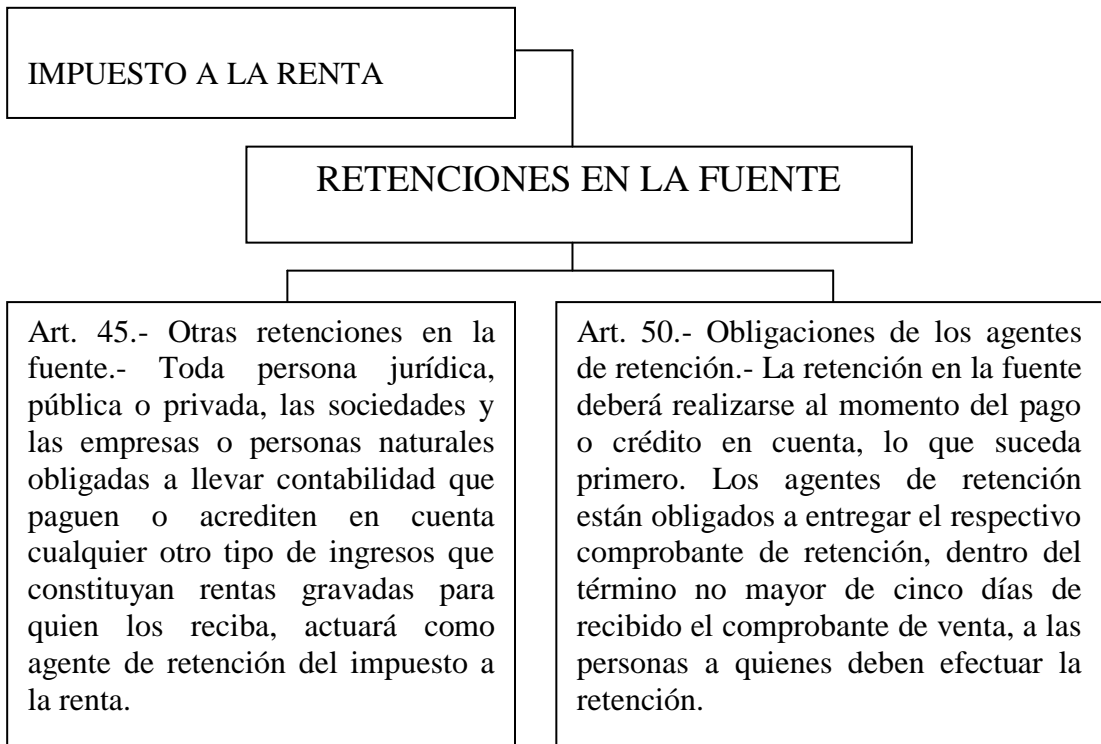 IMPUESTO A LA RENTA
RETENCIONES EN LA FUENTE
Art. 45.- Otras retenciones en la
fuente.- Toda persona jurídica,
pública o privada, las sociedades y
las empresas o personas naturales
obligadas a llevar contabilidad que
paguen o acrediten en cuenta
cualquier otro tipo de ingresos que
constituyan rentas gravadas para
quien los reciba, actuará como
agente de retención del impuesto a
la renta.
Art. 50.- Obligaciones de los agentes
de retención.- La retención en la fuente
deberá realizarse al momento del pago
o crédito en cuenta, lo que suceda
primero. Los agentes de retención
están obligados a entregar el respectivo
comprobante de retención, dentro del
término no mayor de cinco días de
recibido el comprobante de venta, a las
personas a quienes deben efectuar la
retención.